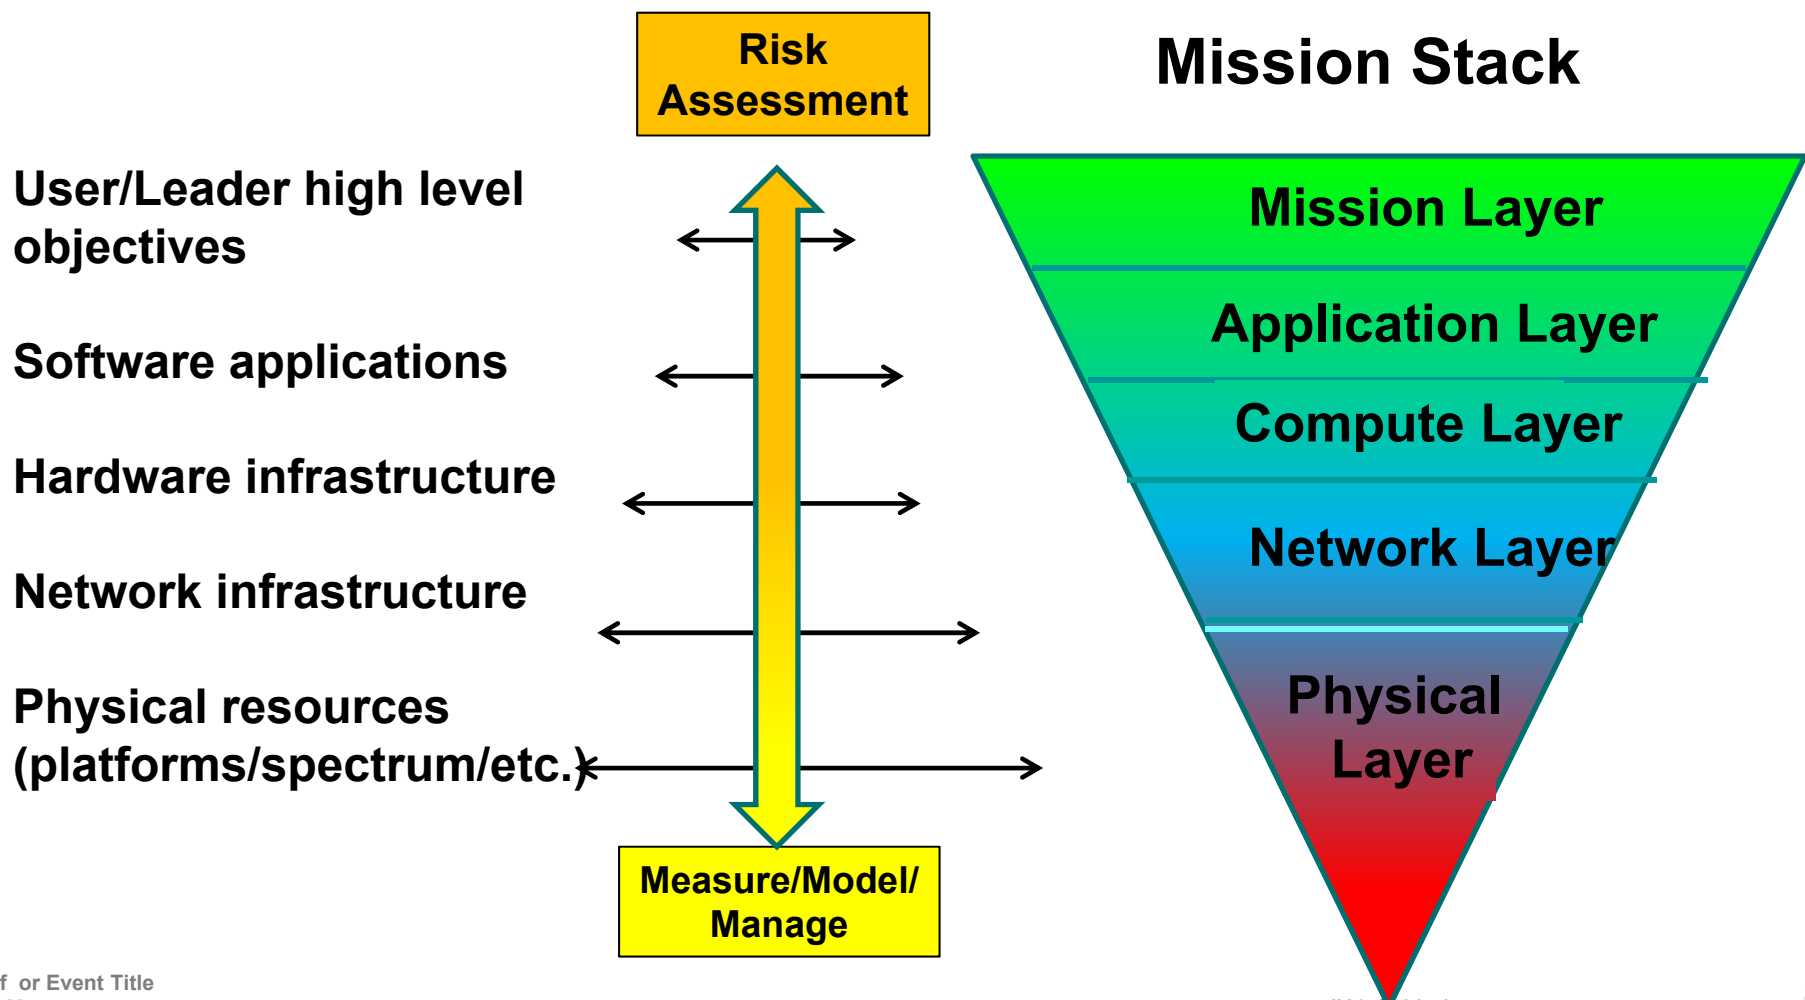 Risk
Assessment
Mission Stack
User/Leader high level
objectives
Software applications
Hardware infrastructure
Network infrastructure
Physical resources
(platforms/spectrum/etc.)
Mission Layer
Application Layer
Compute Layer
Network Layer
Physical
Layer
Measure/Model/
Manage
or Event Title